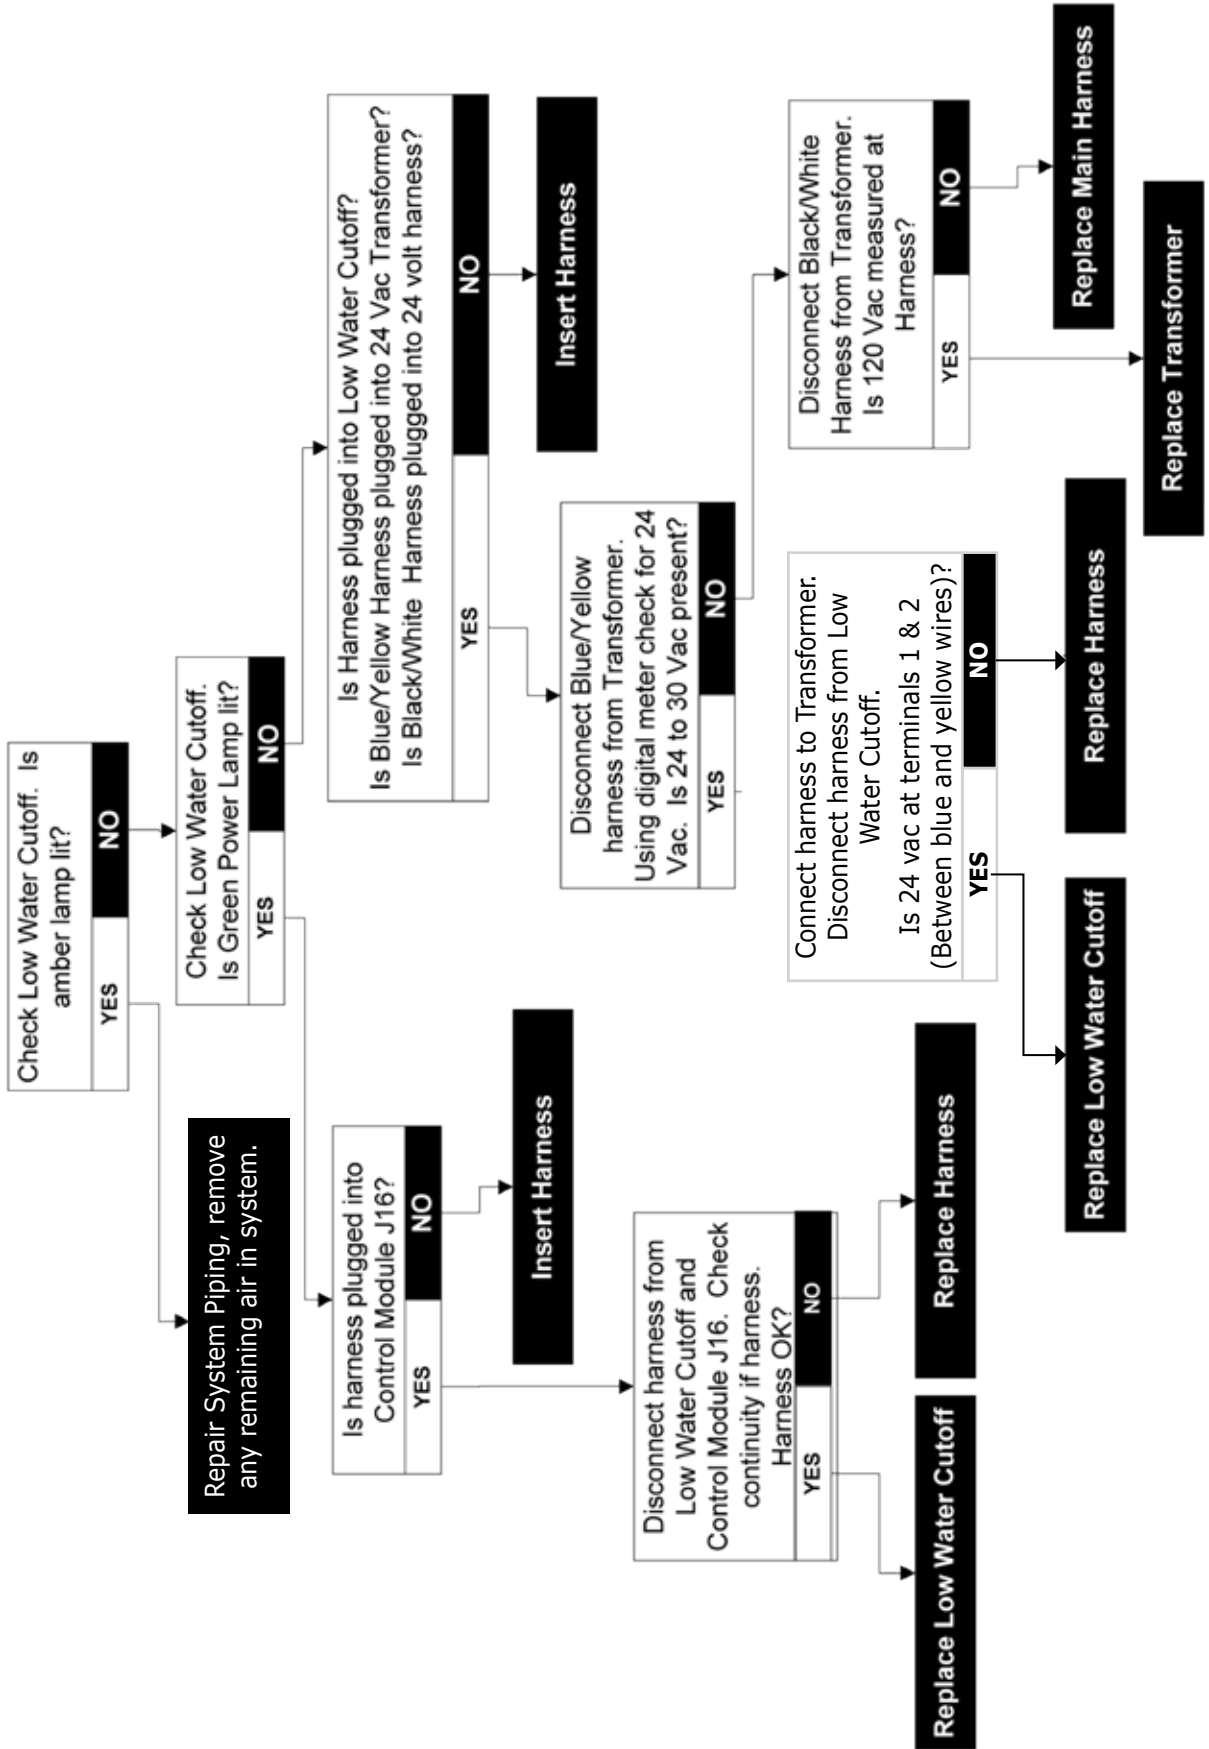 Check Low Water Cutoff. Is
amber lamp lit?
YES
NO
Repair System Piping, remove
any remaining air in system.
Check Low Water Cutoff.
Is Green Power Lamp lit?
YES
NO
Is harness plugged into
Control Module J16?
YES
NO
Insert Harness
Disconnect harness from
Low Water Cutoff and
Control Module J16. Check
continuity if harness.
Harness OK?
YES
NO
Replace Low Water Cutoff
Replace Harness
Is Harness plugged into Low Water Cutoff?
Is Blue/Yellow Harness plugged into 24 Vac Transformer?
Is Black/White Harness plugged into 24 volt harness?
YES
NO
Insert Harness
Disconnect Blue/Yellow
harness from Transformer.
Using digital meter check for 24
Vac. Is 24 to 30 Vac present?
YES
NO
Connect harness to Transformer.
Disconnect harness from Low
Water Cutoff.
Is 24 vac at terminals 1 & 2
(Between blue and yellow wires)?
YES
NO
Replace Low Water Cutoff
Replace Harness
Disconnect Black/White
Harness from Transformer.
Is 120 Vac measured at
Harness?
YES
NO
Replace Transformer
Replace Main Harness